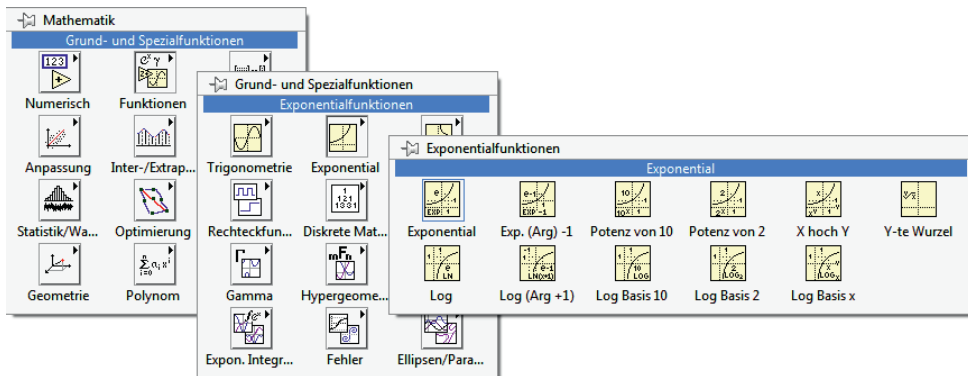 Mathematik
Grund- und Spezialfunktionen
123
Numerisch
Funktionen
Anpassung
Inter-/Extrap...
Statistik/Wa...
Optimierung
Geometrie
Polynom
Grund- und Spezialfunktionen
Exponentialfunktionen
Trigonometrie
Exponential
Rechteckfun...
Diskrete Mat...
Gamma
Hypergeome...
Expon. Integr...
Fehler
Ellipsen/Para...
Exponentialfunktionen
Exponential
Exponential
Exp. (Arg) -1
Potenz von 10
Potenz von 2
X hoch Y
Y-te Wurzel
Log
Log (Arg +1)
Log Basis 10
Log Basis 2
Log Basis x